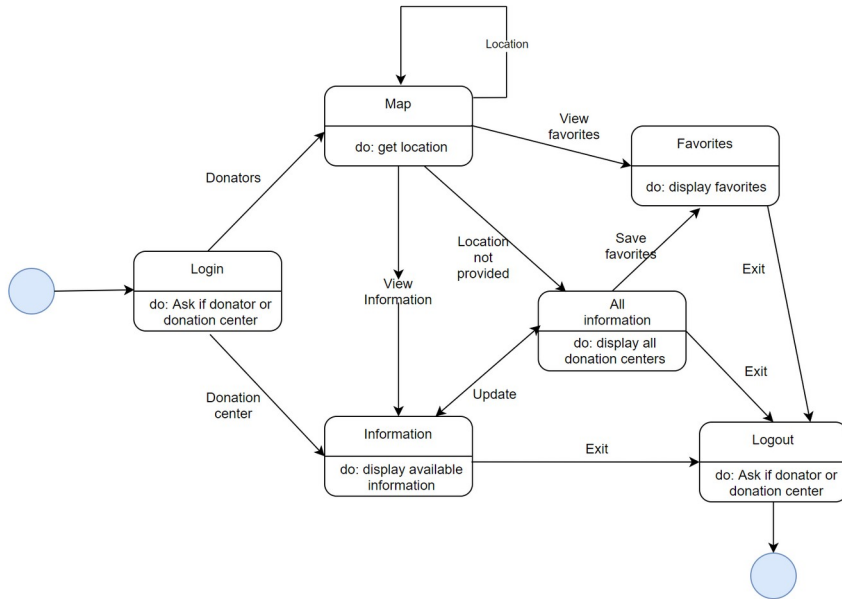 Location
Map
do: get location
View
favorites
Favorites
do: display favorites
Donators
Login
do: Ask if donator or
donation center
Location
not
provided
Save
favorites
Exit
View
Information
All
information
do: display all
donation centers
Donation
center
Update
Exit
Information
do: display available
information
Exit
Logout
do: Ask if donator or
donation center